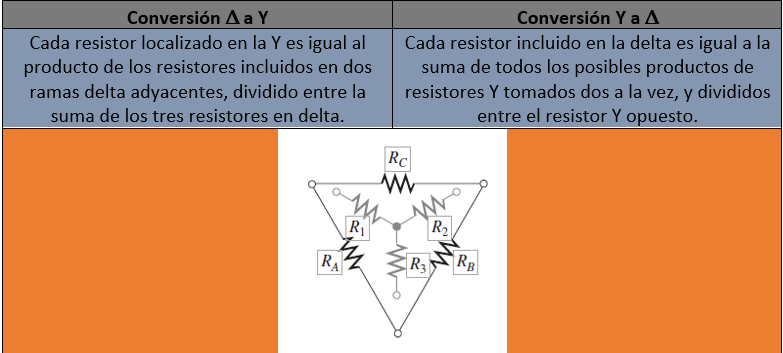 Conversión Δ a Y
Conversión Y a Δ
Cada resistor localizado en la Y es igual al
producto de los resistores incluidos en dos
ramas delta adyacentes, dividido entre la
suma de los tres resistores en delta.
Cada resistor incluido en la delta es igual a la
suma de todos los posibles productos de
resistores Y tomados dos a la vez, y divididos
entre el resistor Y opuesto.
R_C
R_1
R_2
R_A
R_3
R_B